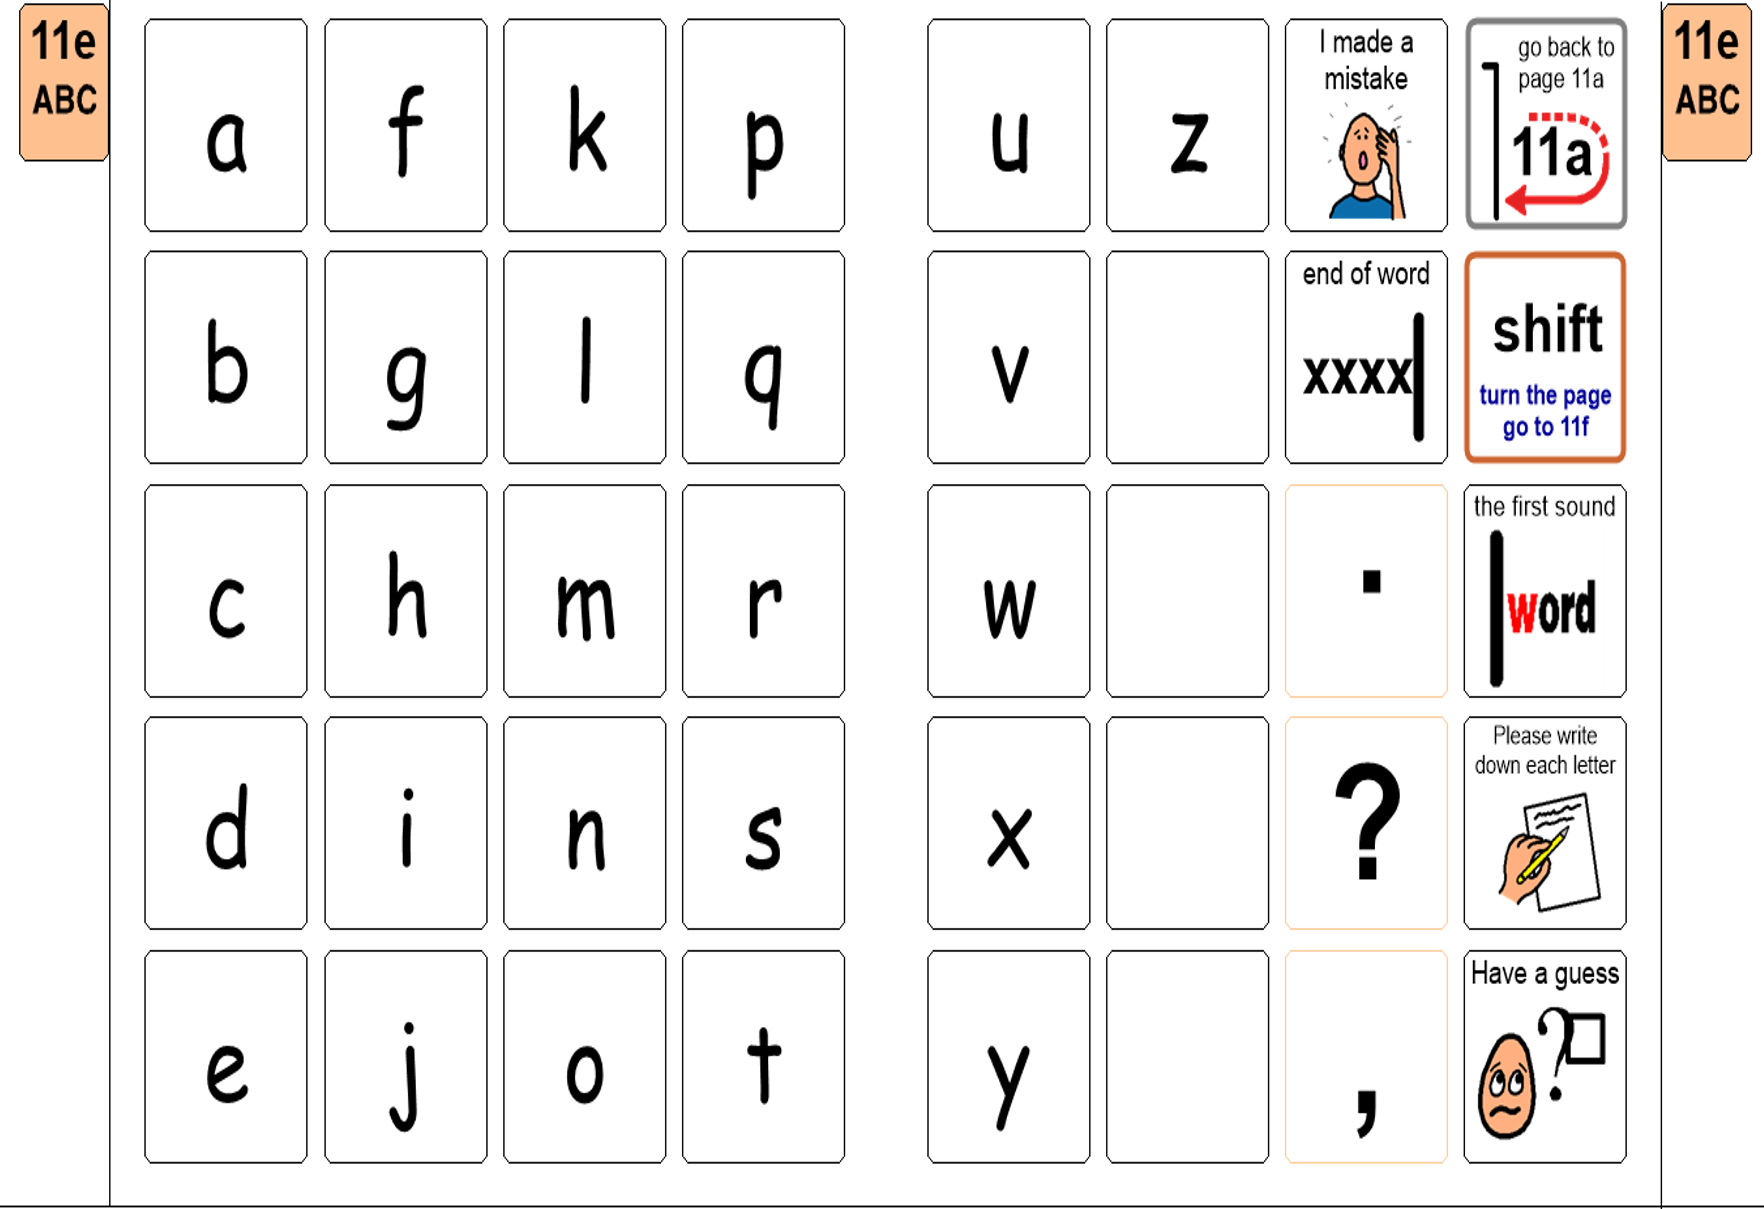 11e
ABC
a f k p u z
I made a
mistake
go back to
page 11a
11a
11e
ABC
b g l q v
end of word
xxxx
shift
turn the page
go to 11f
c h m r w .
the first sound
word
d i n s x ?
Please write
down each letter
e j o t y ,
Have a guess
?